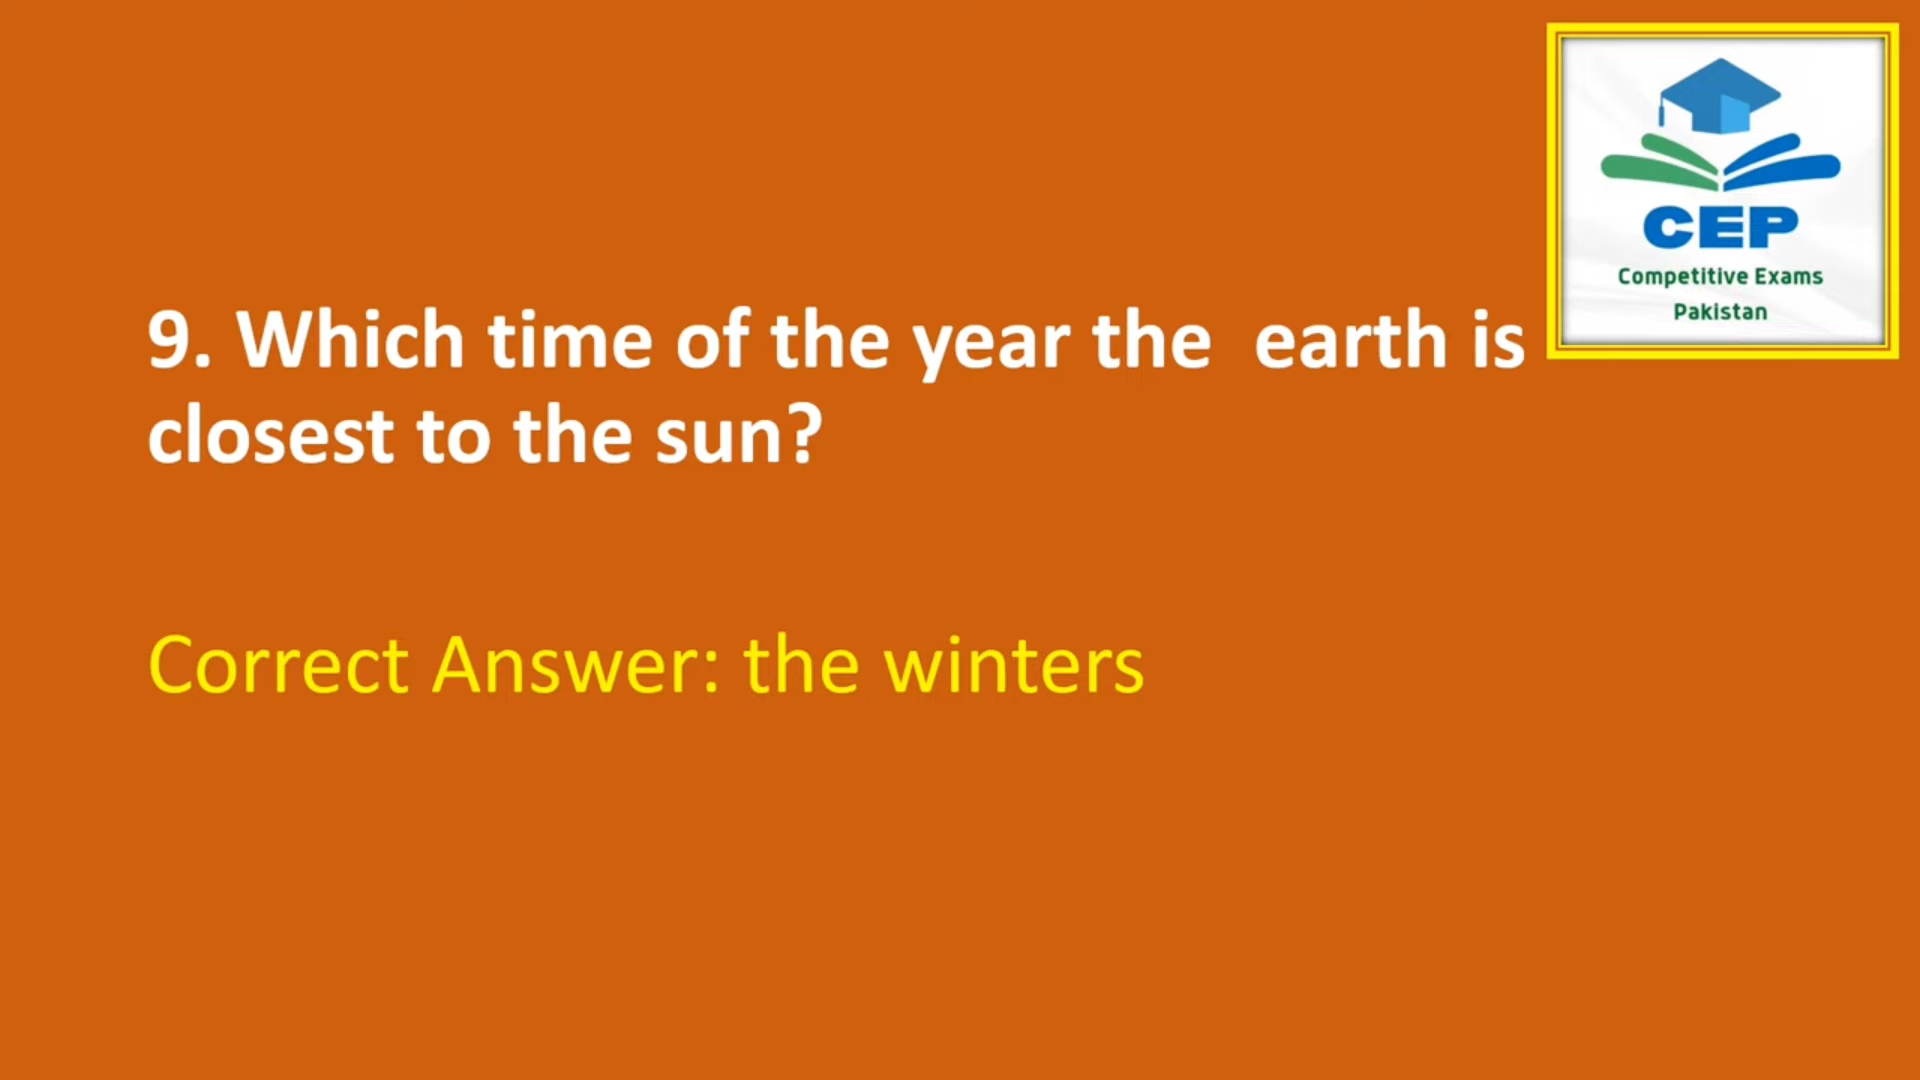 CEP
Competitive Exams
Pakistan
9. Which time of the year the earth is
closest to the sun?
Correct Answer: the winters